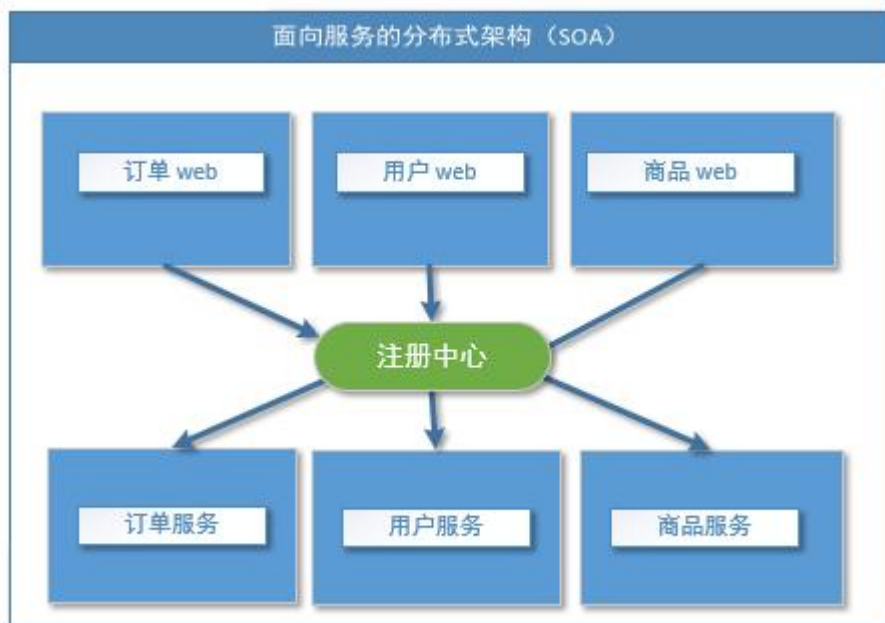 面向服务的分布式架构（SOA）
订单 web
用户 web
商品 web
注册中心
订单服务
用户服务
商品服务